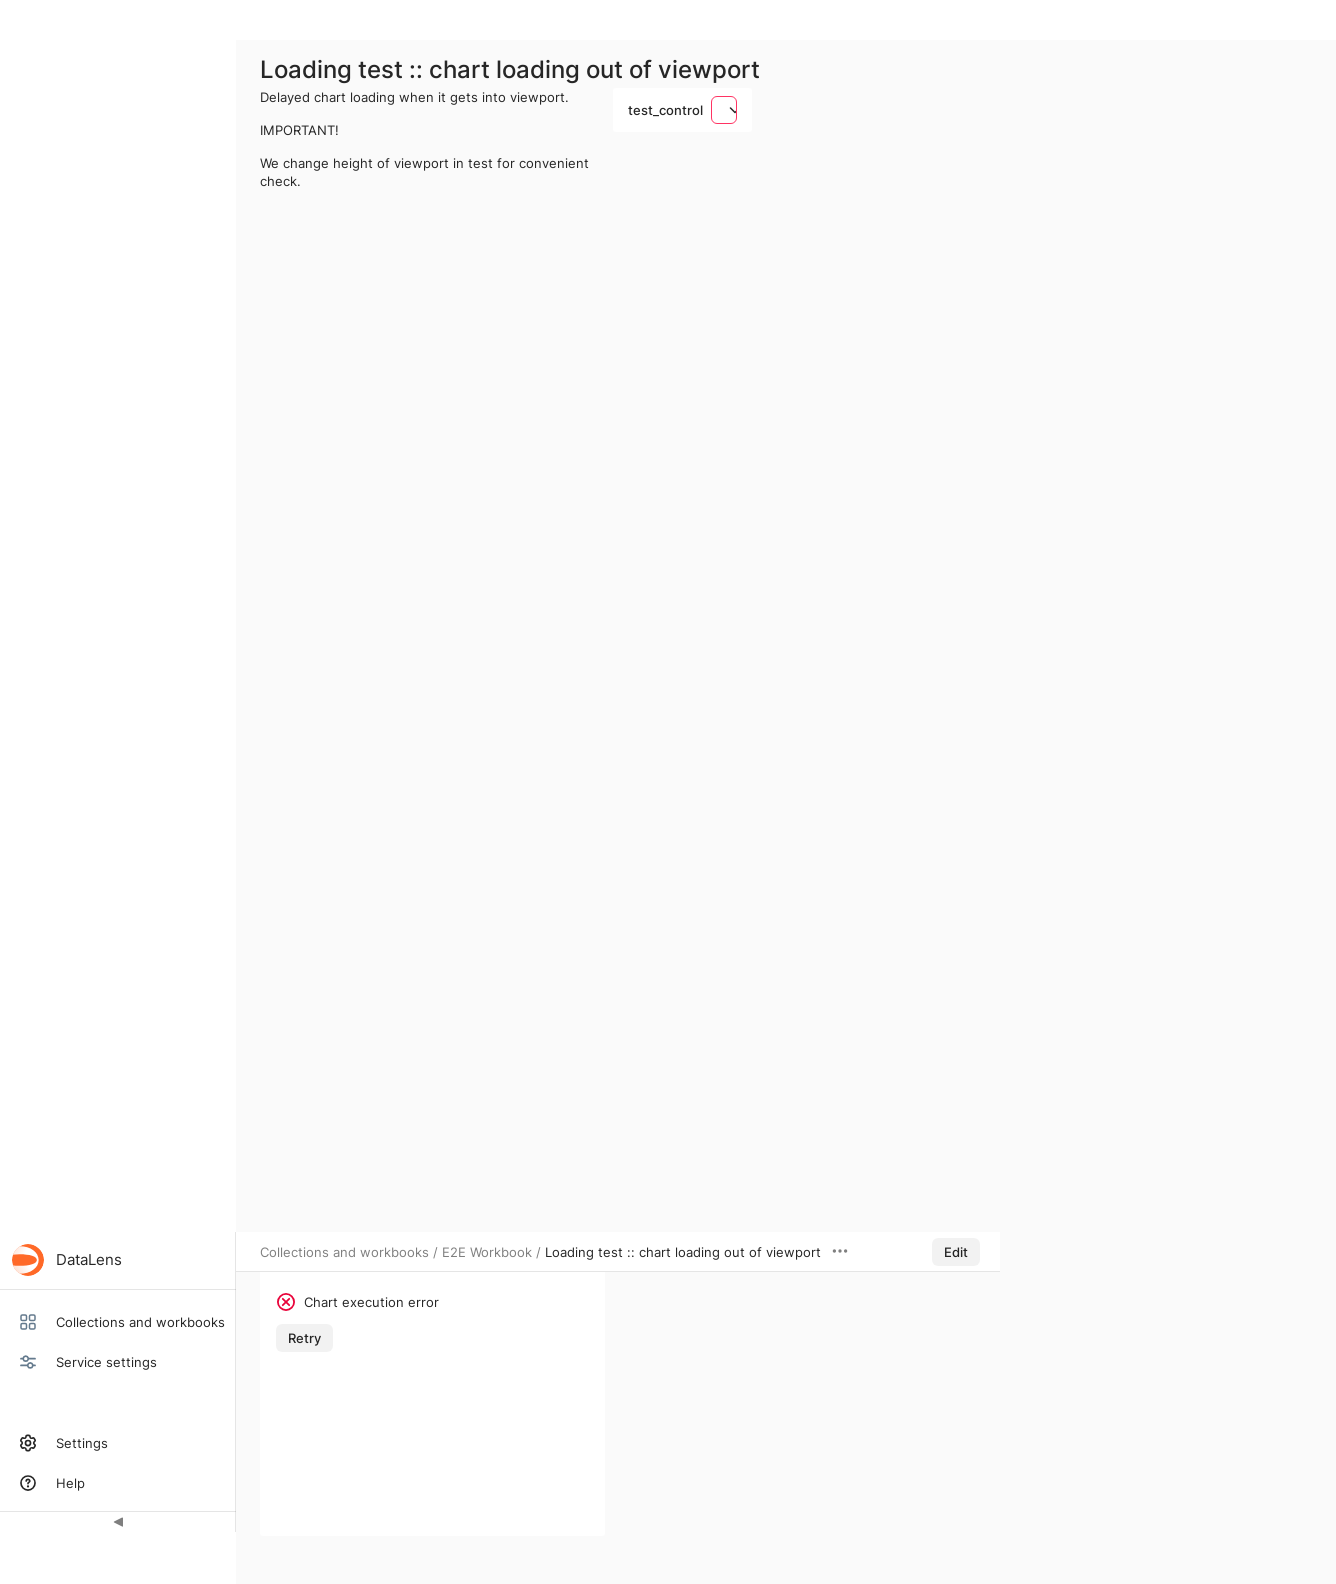 Loading test :: chart loading out of viewport
Delayed chart loading when it gets into viewport.
test_control
IMPORTANT!
We change height of viewport in test for convenient
check.
DataLens
Collections and workbooks / E2E Workbook / Loading test :: chart loading out of viewport
Edit
Chart execution error
Retry
Collections and workbooks
Service settings
Settings
Help